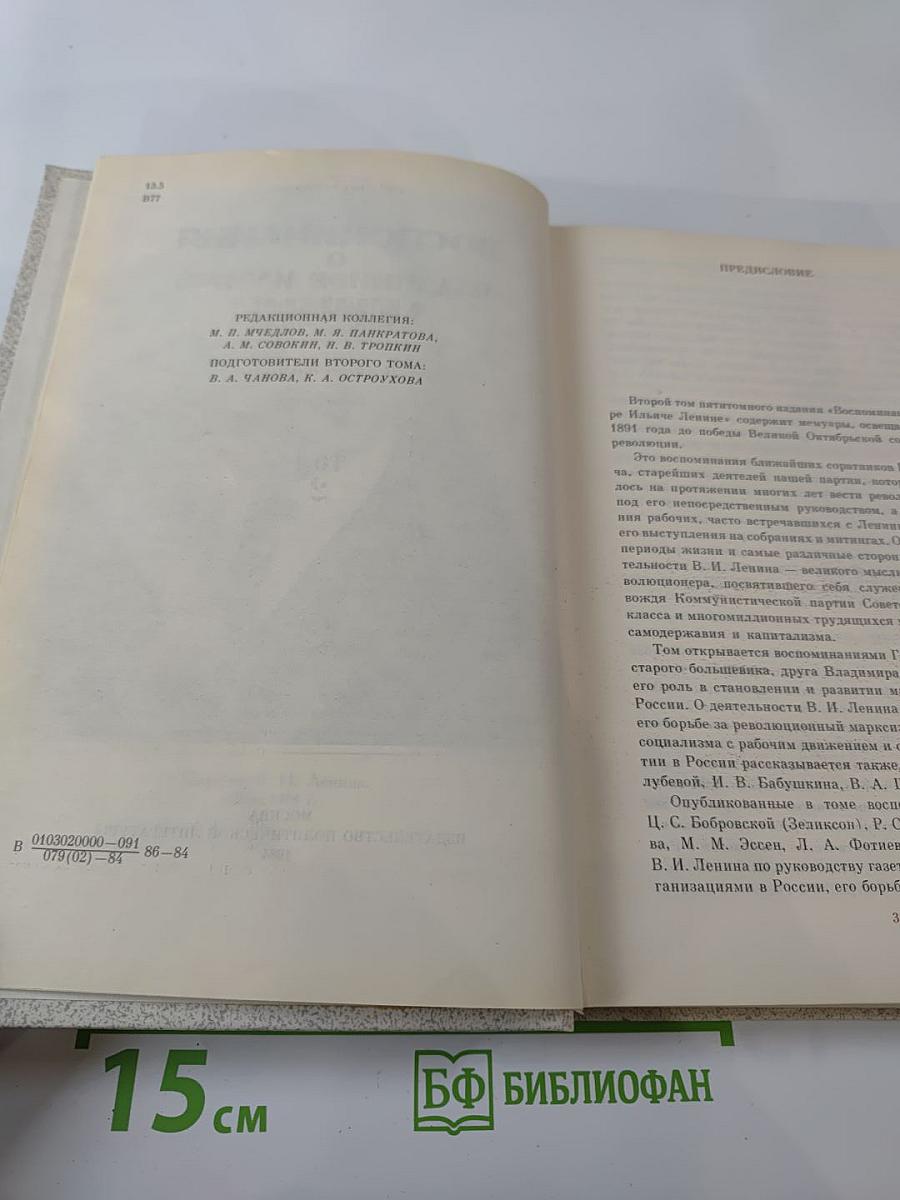 13.5
В77
РЕДАКЦИОННАЯ КОЛЛЕГИЯ:
М. П. МЧЕДЛОВ, М. Я. ПАНКРАТОВА,
А. М. СОВОКИН, Н. В. ТРОПКИН
ПОДГОТОВИТЕЛИ ВТОРОГО ТОМА:
В. А. ЧАНОВА, К. А. ОСТРОУХОВА
В 0103020000—091
079(02)—84 86—84
ПРЕДИСЛОВИЕ
Второй том пятитомного издания «Воспомина
ре Ильиче Ленине» содержит мемуары, освеща
1891 года до победы Великой Октябрьской со
революции.
Это воспоминания ближайших соратников
ча, старейших деятелей нашей партии, кото
лось на протяжении многих лет вести рево
под его непосредственным руководством, а
ния рабочих, часто встречавшихся с Ленин
его выступления на собраниях и митингах. О
периоды жизни и самые различные сторон
тельности В. И. Ленина — великого мысли
волюционера, посвятившего себя служе
вождя Коммунистической партии Совет
класса и многомиллионных трудящихся
самодержавия и капитализма.
Том открывается воспоминаниями Г
старого большевика, друга Владимира
его роль в становлении и развитии м
России. О деятельности В. И. Ленина
его борьбе за революционный маркси
социализма с рабочим движением и с
тии в России рассказывается также
лубевой, И. В. Бабушкина, В. А.
Опубликованные в томе воспо
Ц. С. Бобровской (Зеликсон), Р. С
ва, М. М. Эссен, Л. А. Фотиев
В. И. Ленина по руководству газет
ганизациями в России, его борьб
3
15 см
БФ БИБЛИОФАН